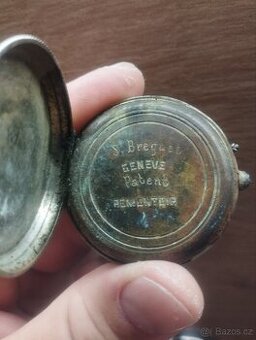 S. Breguet
GENEVE
Patent
REMONTOIR
Bazos.cz